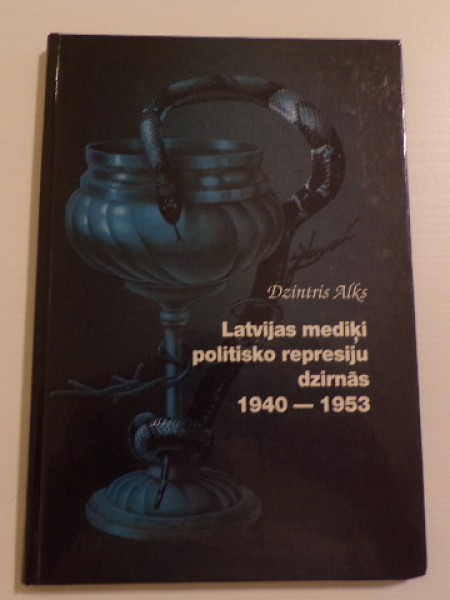 Dzintris Alks
Latvijas mediķi
politisko represiju
dzirnās
1940 — 1953